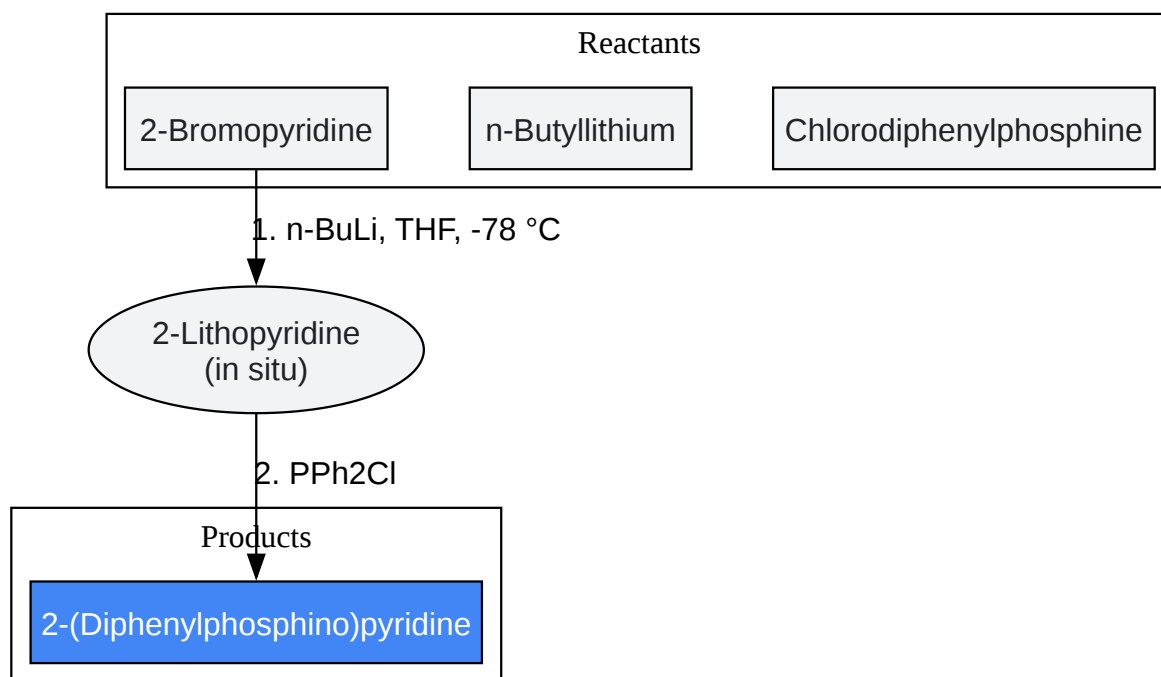 Reactants
2-Bromopyridine
n-Butyllithium
Chlorodiphenylphosphine
1. n-BuLi, THF, -78 °C
2-Lithopyridine
(in situ)
2. PPh2Cl
Products
2-(Diphenylphosphino)pyridine